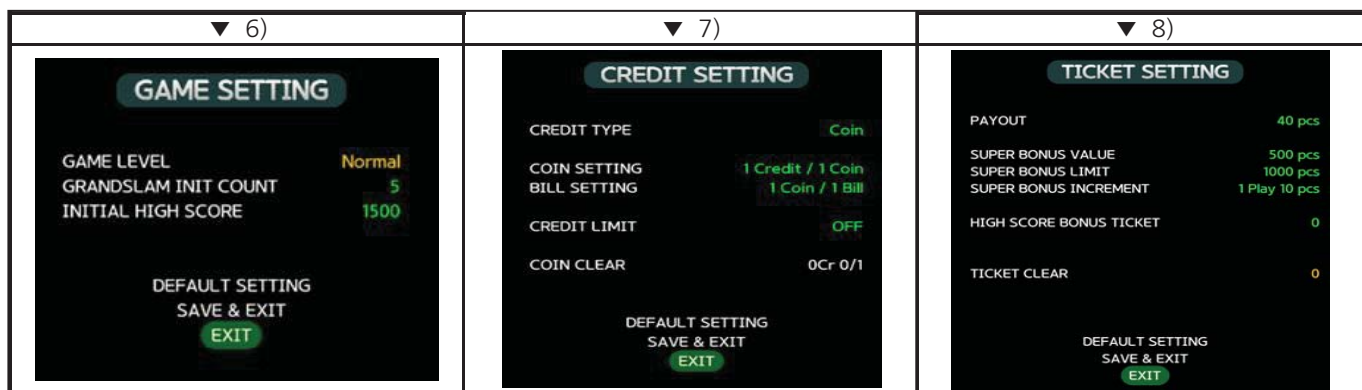 ▼ 6)
GAME SETTING
GAME LEVEL Normal
GRANDSLAM INIT COUNT 5
INITIAL HIGH SCORE 1500
DEFAULT SETTING
SAVE & EXIT
EXIT
▼ 7)
CREDIT SETTING
CREDIT TYPE Coin
COIN SETTING 1 Credit / 1 Coin
BILL SETTING 1 Coin / 1 Bill
CREDIT LIMIT OFF
COIN CLEAR 0Cr 0/1
DEFAULT SETTING
SAVE & EXIT
EXIT
▼ 8)
TICKET SETTING
PAYOUT 40 pcs
SUPER BONUS VALUE 500 pcs
SUPER BONUS LIMIT 1000 pcs
SUPER BONUS INCREMENT 1 Play 10 pcs
HIGH SCORE BONUS TICKET 0
TICKET CLEAR 0
DEFAULT SETTING
SAVE & EXIT
EXIT